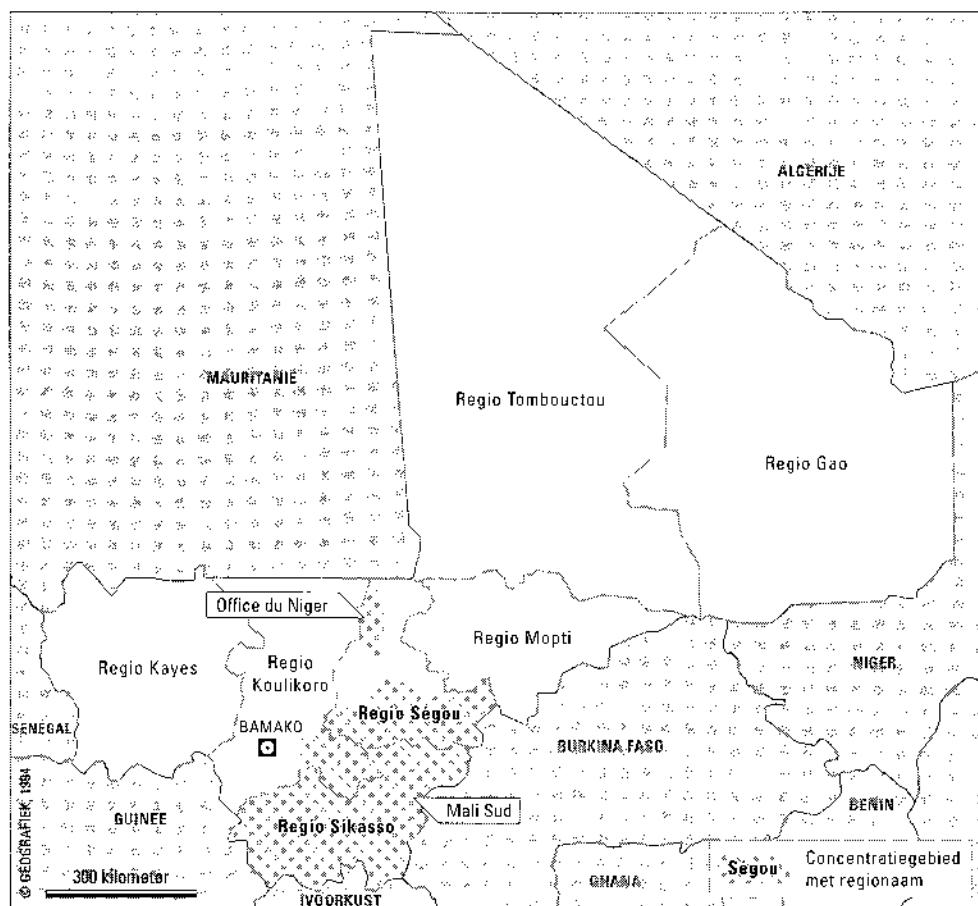 ALGERIJE
MAURITANIË
Regio Tombouctou
Regio Gao
Office du Niger
Regio Mopti
Regio Kayes
Regio
Koulikoro
NIGER
Regio Ségou
SENEGAL
BAMAKO
BURKINA FASO
BENIN
Mali Sud
GUINEE
Regio Sikasso
© GEOGRAFIEK, 1994
300 kilometer
IVOORKUST
GHANA
Ségou
Concentratiegebied
met regionaam